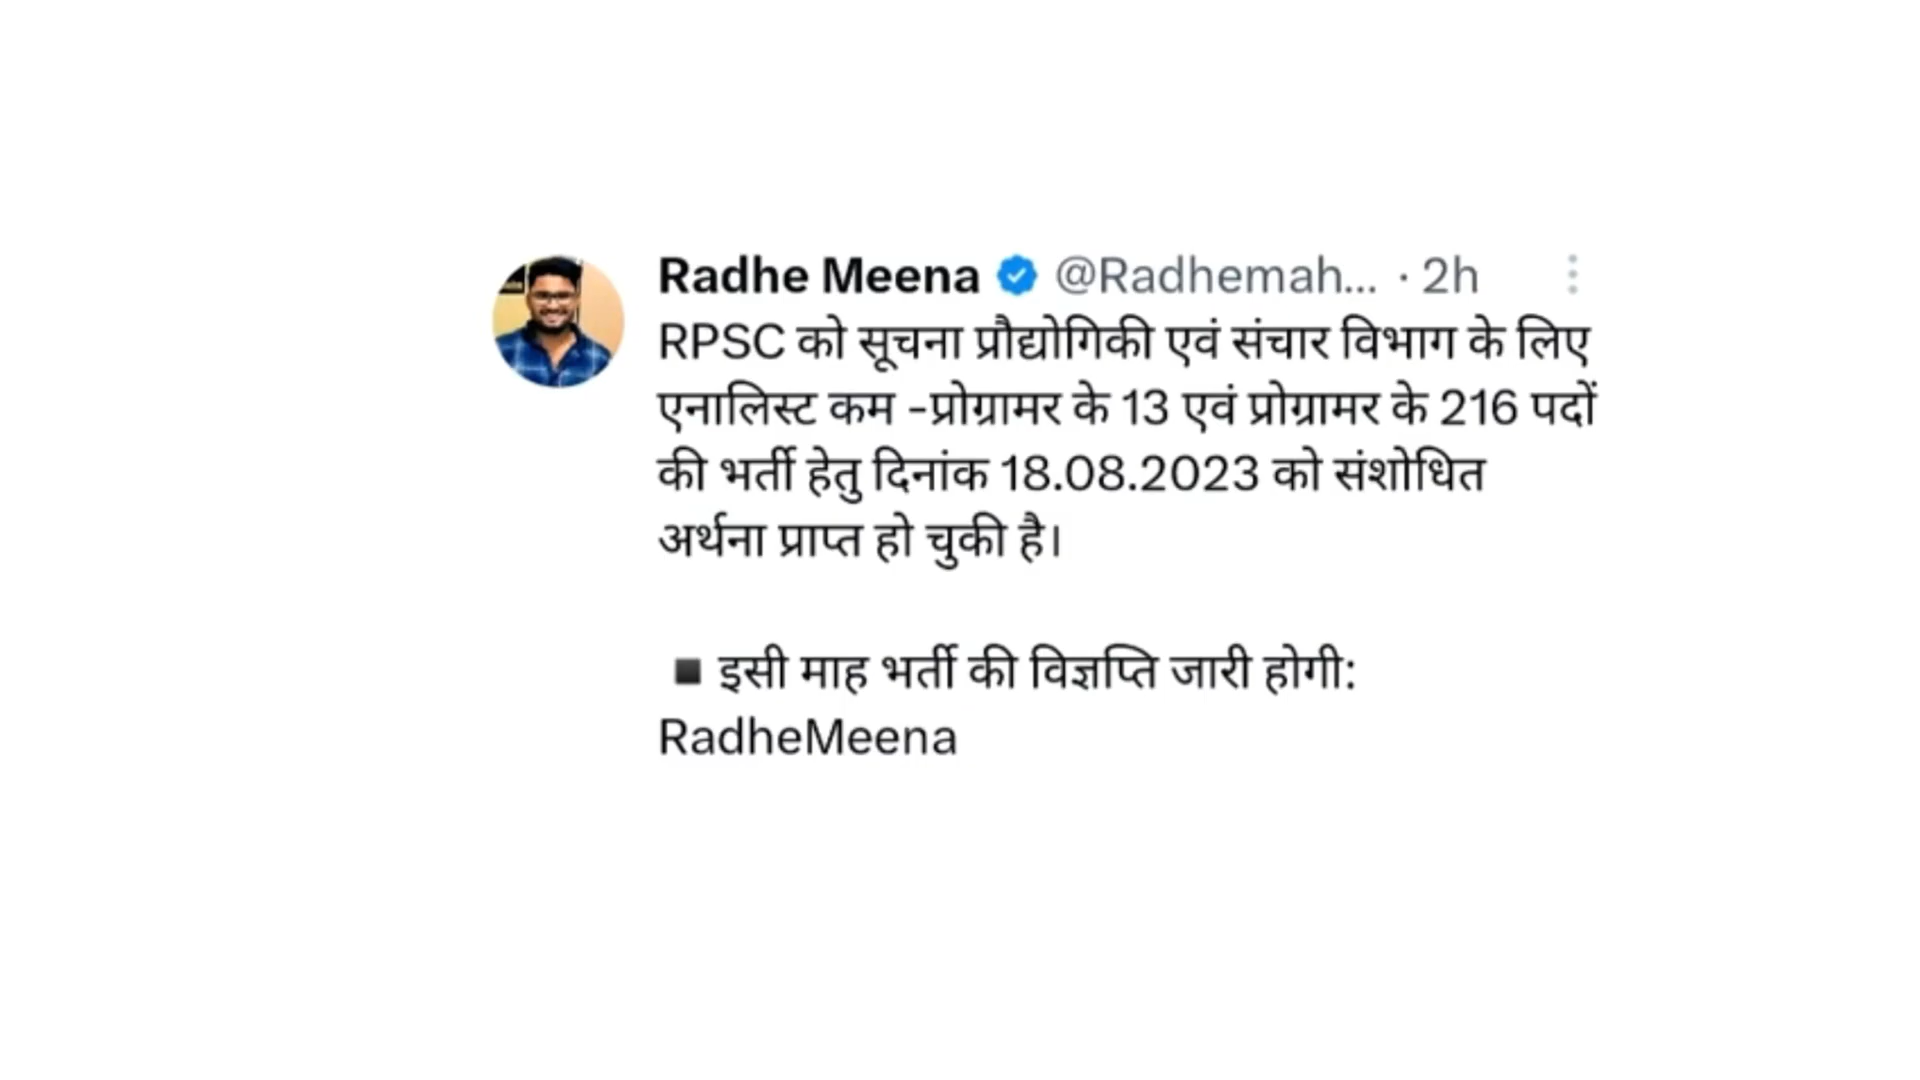 Radhe Meena @Radhemah... · 2h
RPSC को सूचना प्रौद्योगिकी एवं संचार विभाग के लिए
एनालिस्ट कम -प्रोग्रामर के 13 एवं प्रोग्रामर के 216 पदों
की भर्ती हेतु दिनांक 18.08.2023 को संशोधित
अर्थना प्राप्त हो चुकी है।
▪️इसी माह भर्ती की विज्ञप्ति जारी होगी:
RadheMeena